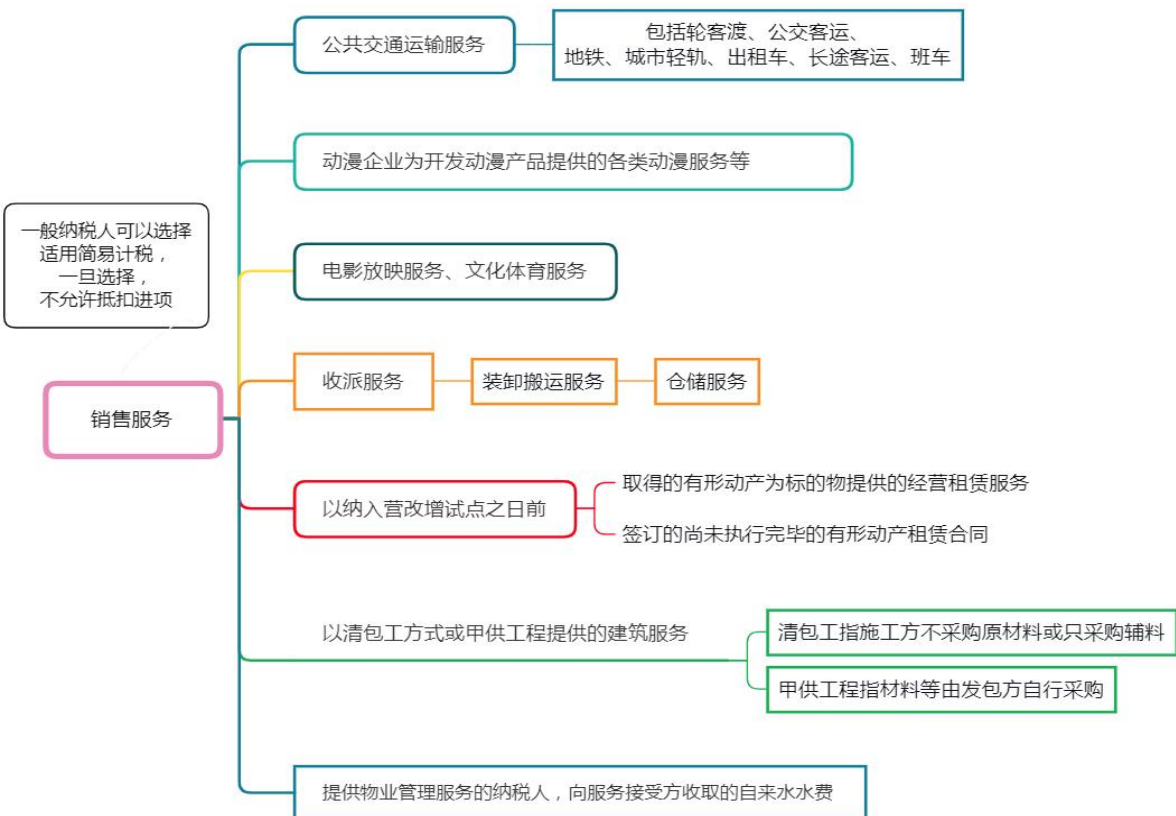 公共交通运输服务
包括轮客渡、公交客运、
地铁、城市轻轨、出租车、长途客运、班车
动漫企业为开发动漫产品提供的各类动漫服务等
一般纳税人可以选择
适用简易计税，
一旦选择，
不允许抵扣进项
电影放映服务、文化体育服务
收派服务
装卸搬运服务
仓储服务
销售服务
以纳入营改增试点之日前
取得的有形动产为标的物提供的经营租赁服务
签订的尚未执行完毕的有形动产租赁合同
以清包工方式或甲供工程提供的建筑服务
清包工指施工方不采购原材料或只采购辅料
甲供工程指材料等由发包方自行采购
提供物业管理服务的纳税人，向服务接受方收取的自来水水费